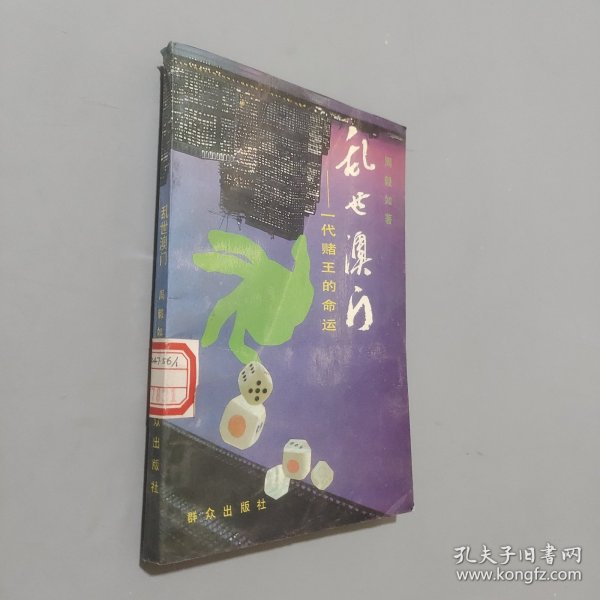 乱世澳门
——一代赌王的命运
周毅如著
群众出版社
乱世澳门
周毅如
众出版社
孔夫子旧书网
www.kongfz.com